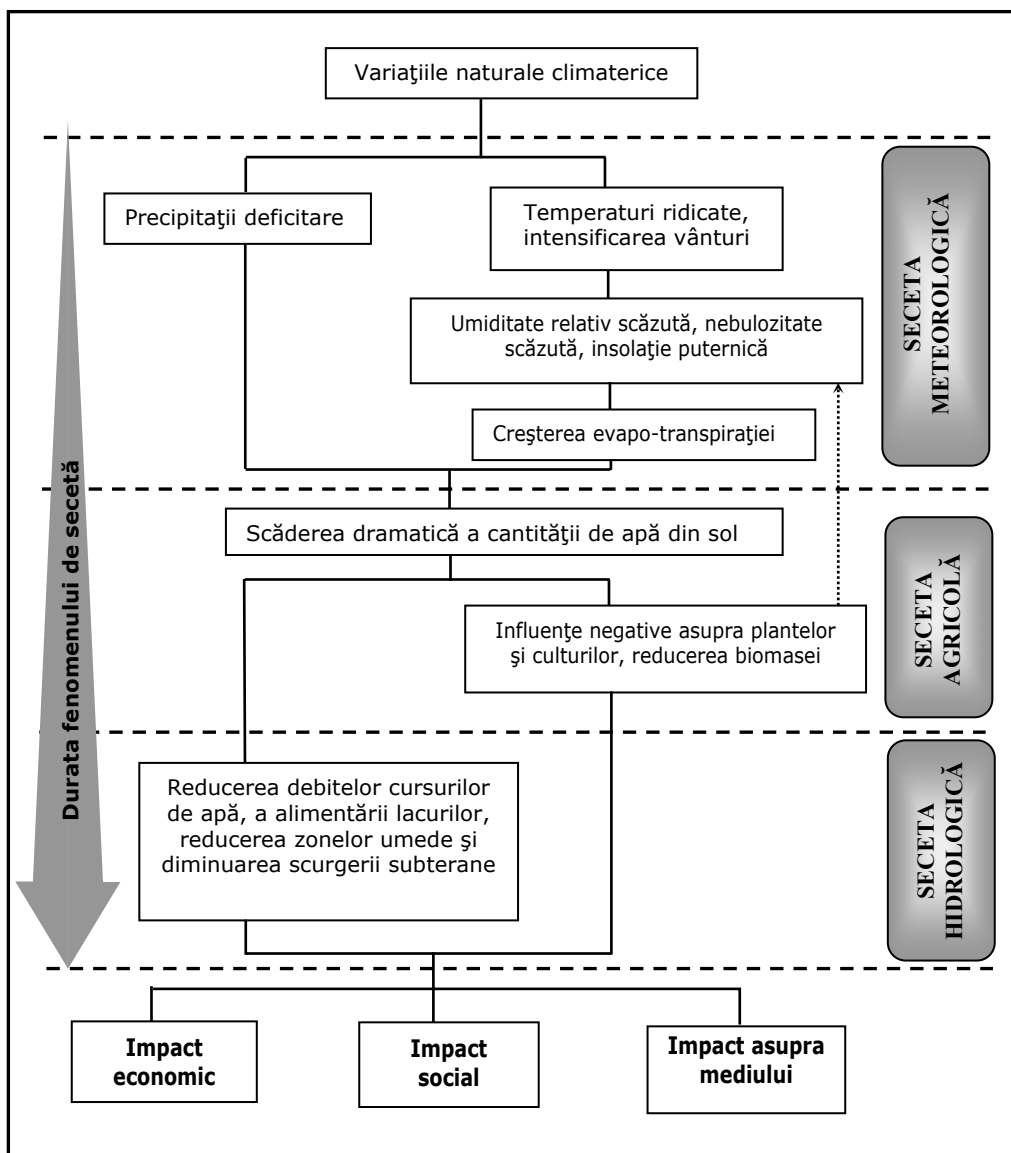 Variaţiile naturale climaterice
Precipitaţii deficitare
Temperaturi ridicate,
intensificarea vânturi
Umiditate relativ scăzută, nebulozitate
scăzută, insolaţie puternică
Creşterea evapo-transpiraţiei
SECETA
METEOROLOGICĂ
Durata fenomenului de secetă
Scăderea dramatică a cantităţii de apă din sol
Influenţe negative asupra plantelor
şi culturilor, reducerea biomasei
SECETA
AGRICOLĂ
Reducerea debitelor cursurilor
de apă, a alimentării lacurilor,
reducerea zonelor umede şi
diminuarea scurgerii subterane
SECETA
HIDROLOGICĂ
Impact
economic
Impact
social
Impact asupra
mediului